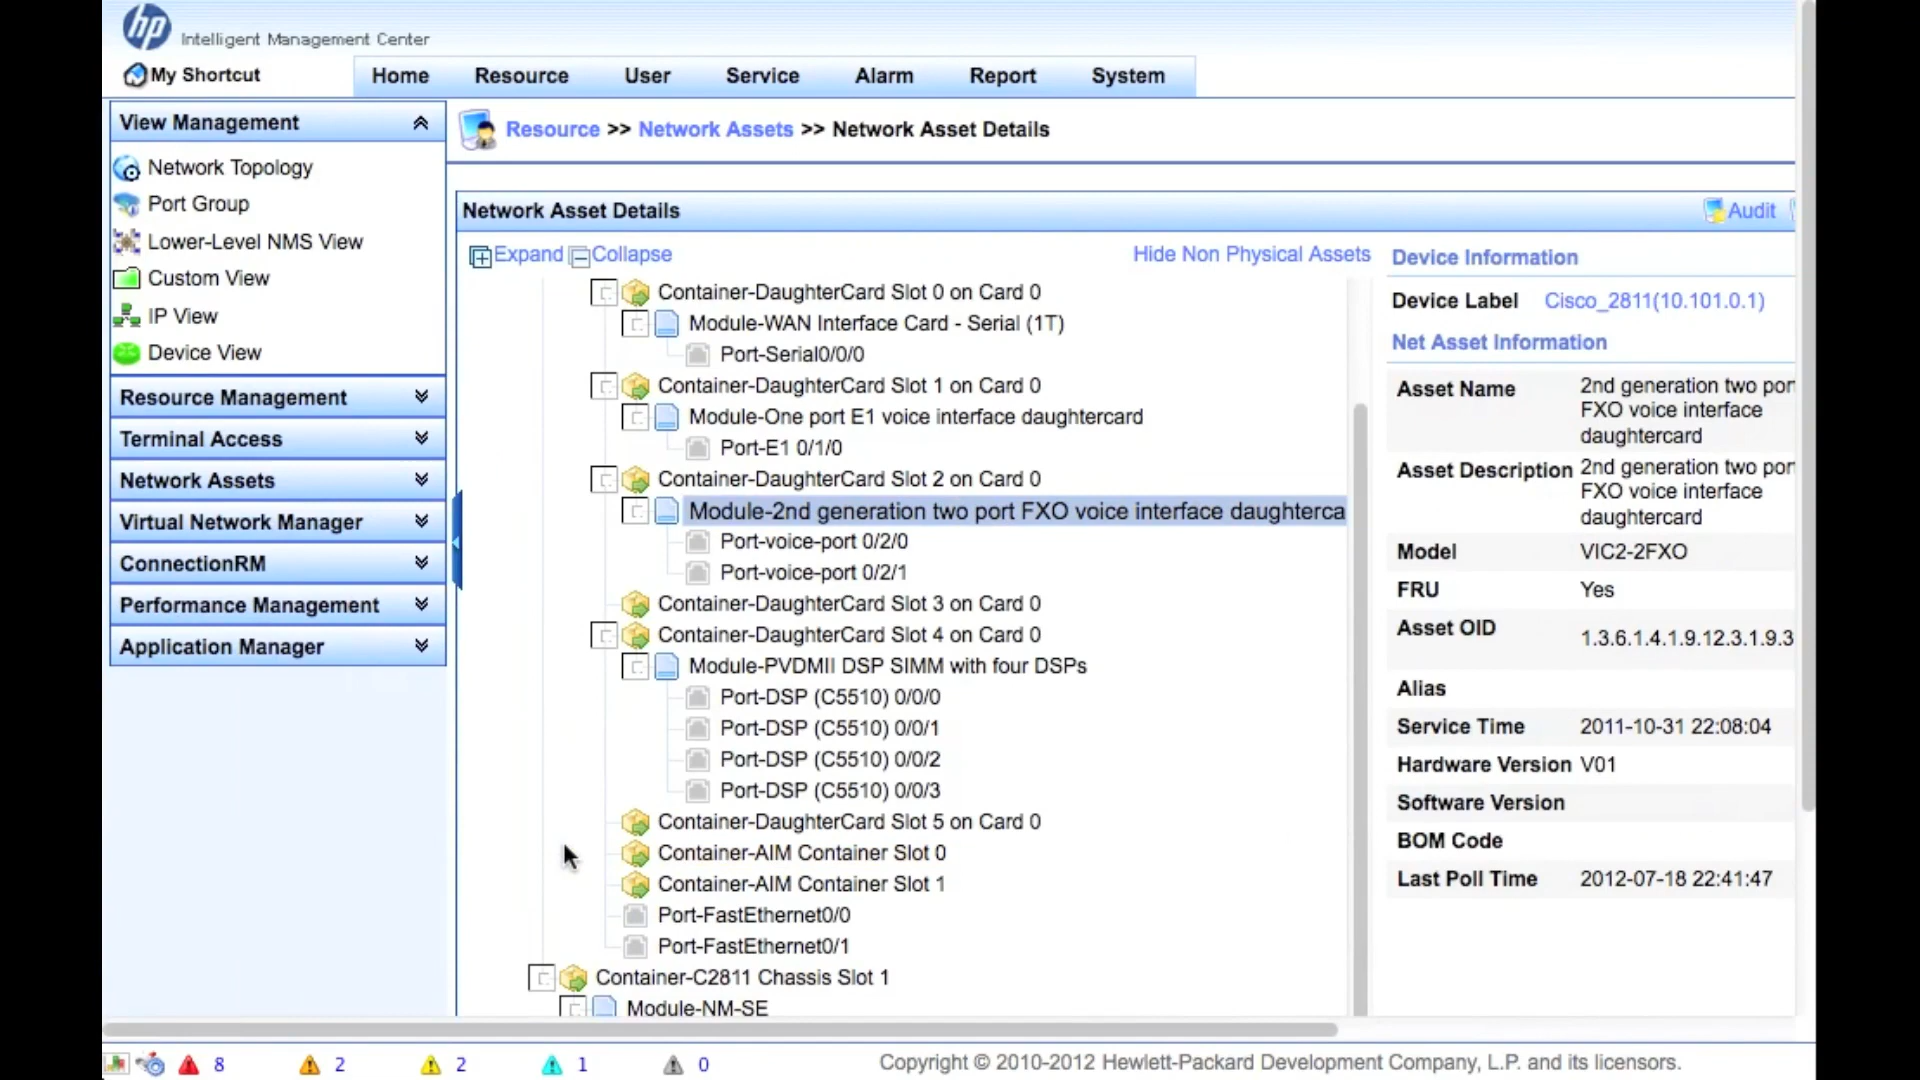 hp
Intelligent Management Center
My Shortcut
Home Resource User Service Alarm Report System
View Management
Network Topology
Port Group
Lower-Level NMS View
Custom View
IP View
Device View
Resource Management
Terminal Access
Network Assets
Virtual Network Manager
ConnectionRM
Performance Management
Application Manager
Resource >> Network Assets >> Network Asset Details
Network Asset Details
Audit
Expand Collapse
Hide Non Physical Assets
Container-DaughterCard Slot 0 on Card 0
Module-WAN Interface Card - Serial (1T)
Port-Serial0/0/0
Container-DaughterCard Slot 1 on Card 0
Module-One port E1 voice interface daughtercard
Port-E1 0/1/0
Container-DaughterCard Slot 2 on Card 0
Module-2nd generation two port FXO voice interface daughterca
Port-voice-port 0/2/0
Port-voice-port 0/2/1
Container-DaughterCard Slot 3 on Card 0
Container-DaughterCard Slot 4 on Card 0
Module-PVDMII DSP SIMM with four DSPs
Port-DSP (C5510) 0/0/0
Port-DSP (C5510) 0/0/1
Port-DSP (C5510) 0/0/2
Port-DSP (C5510) 0/0/3
Container-DaughterCard Slot 5 on Card 0
Container-AIM Container Slot 0
Container-AIM Container Slot 1
Port-FastEthernet0/0
Port-FastEthernet0/1
Container-C2811 Chassis Slot 1
Module-NM-SE
Device Information
Device Label Cisco_2811(10.101.0.1)
Net Asset Information
Asset Name 2nd generation two por
FXO voice interface
daughtercard
Asset Description 2nd generation two por
FXO voice interface
daughtercard
Model VIC2-2FXO
FRU Yes
Asset OID 1.3.6.1.4.1.9.12.3.1.9.3
Alias
Service Time 2011-10-31 22:08:04
Hardware Version V01
Software Version
BOM Code
Last Poll Time 2012-07-18 22:41:47
8 2 2 1 0
Copyright © 2010-2012 Hewlett-Packard Development Company, L.P. and its licensors.